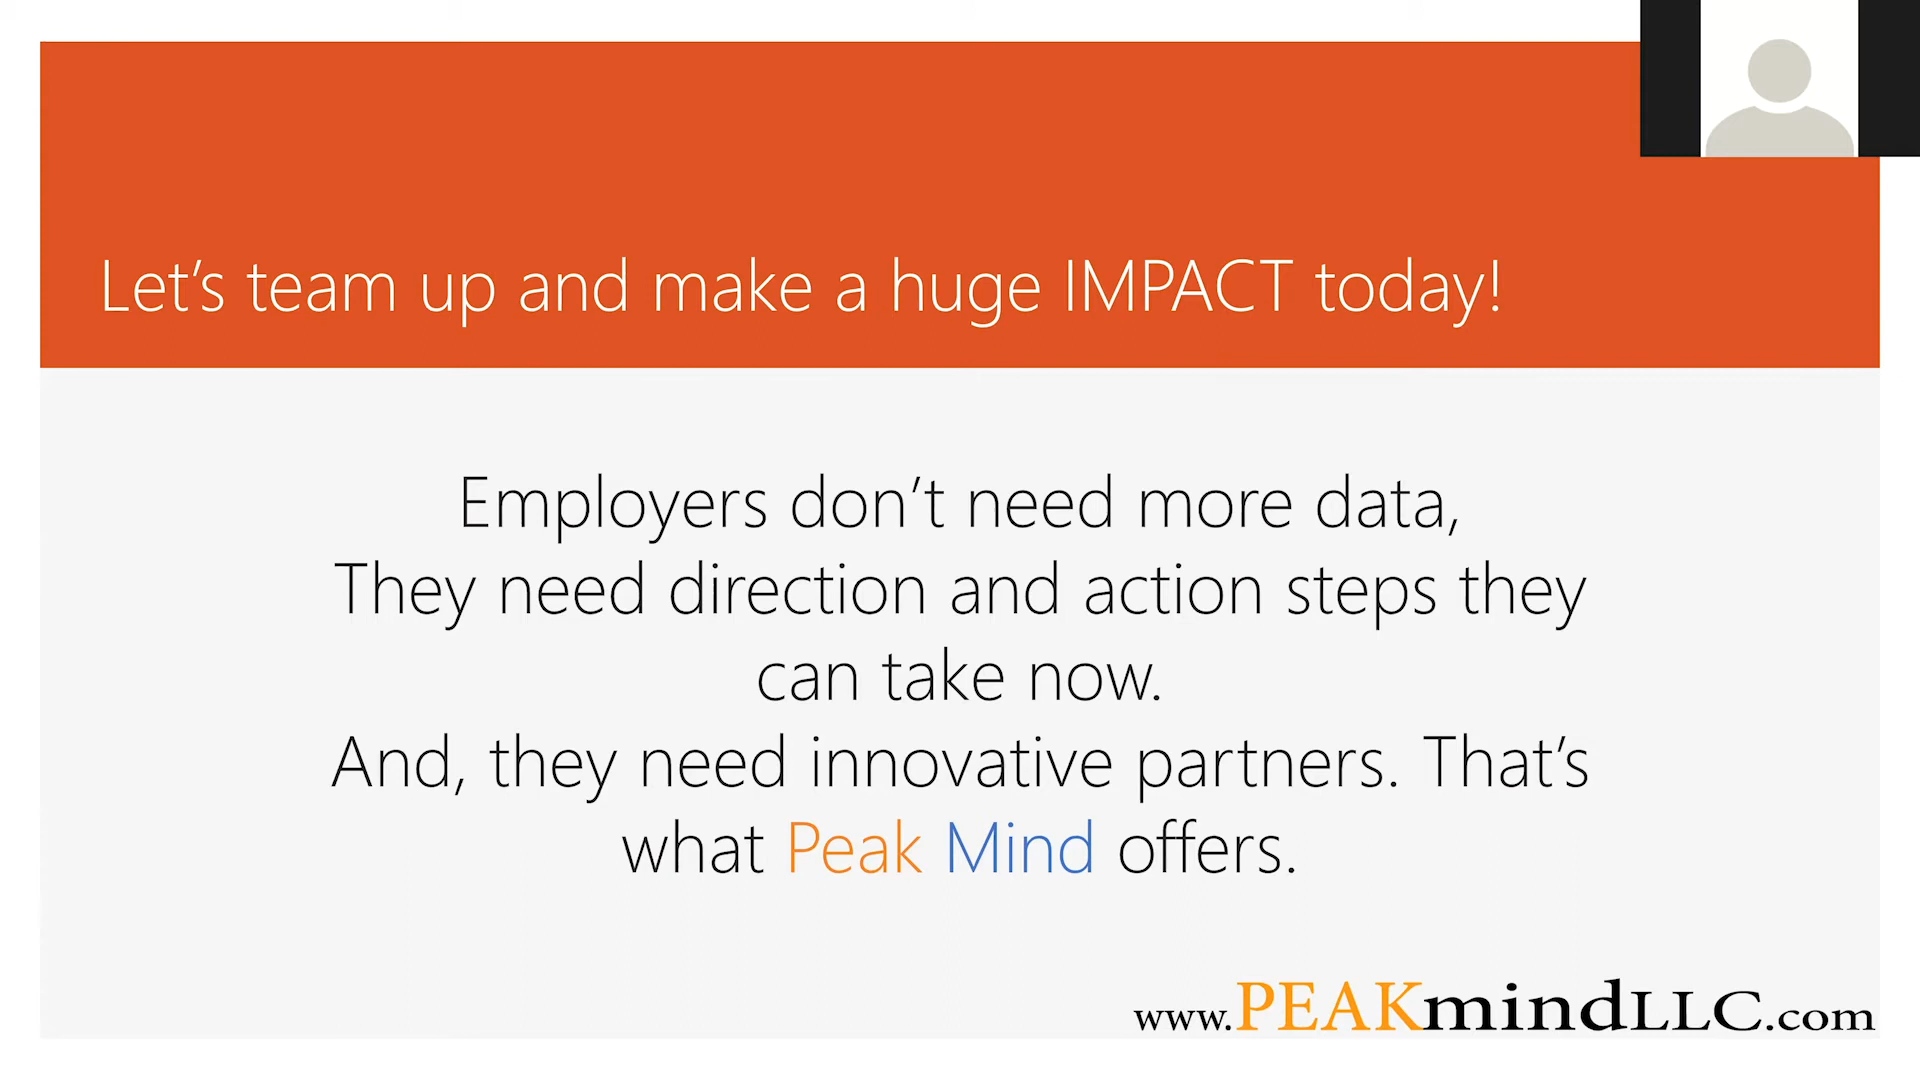 Let’s team up and make a huge IMPACT today!
Employers don’t need more data,
They need direction and action steps they
can take now.
And, they need innovative partners. That’s
what Peak Mind offers.
www.PEAKmindLLC.com